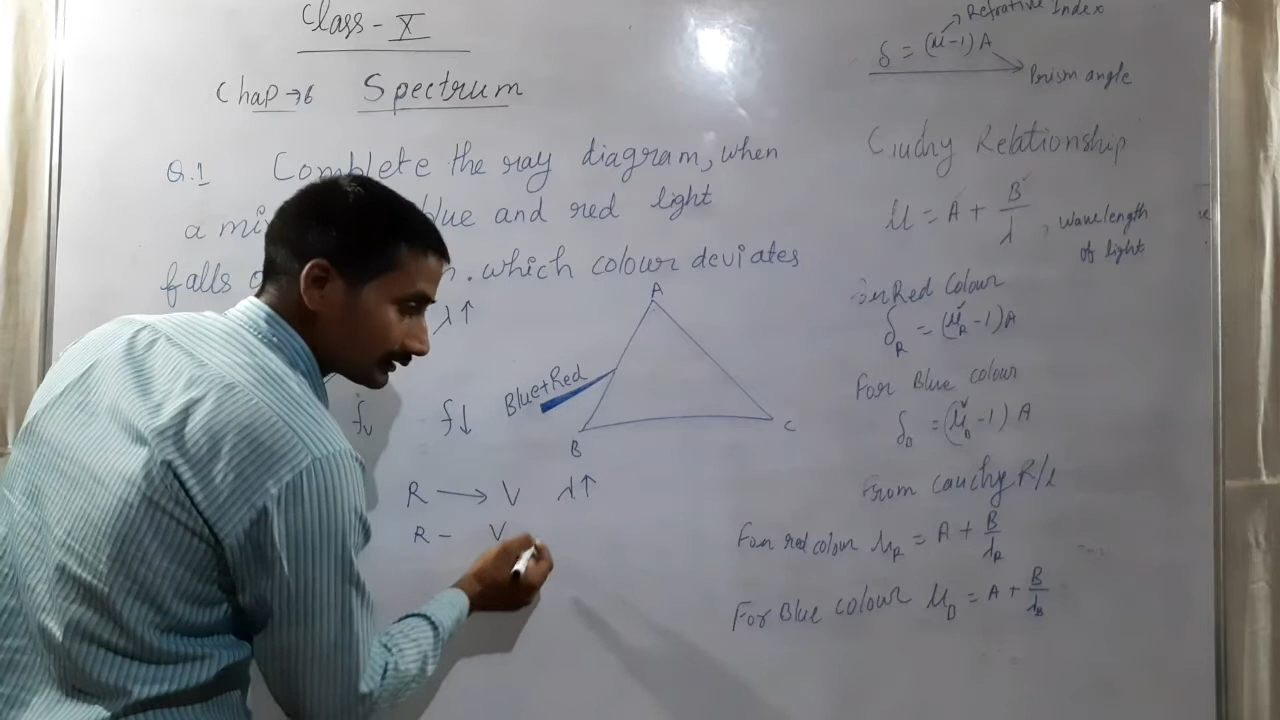 Class - X
Chap → 6 Spectrum
Q.1 Complete the ray diagram, when
a blue and red light
falls which colour deviates
λ↑
Blue+Red
A
B
C
f↓
R → V λ↑
R - V
Refrative Index
δ = (μ-1)A
Prism angle
Ciuchy Relationship
μ = A + B/λ, wavelength
of light
For Red Colour
δR = (μR - 1)A
For Blue colour
δB = (μB - 1) A
From Cauchy R/l
For red colour μR = A + B/λR
For Blue colour μB = A + B/λB